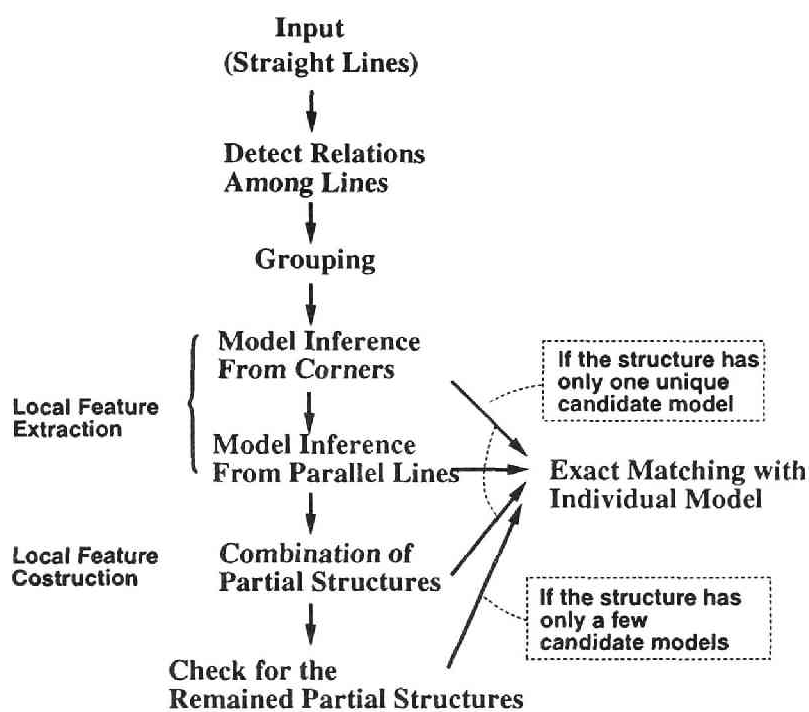 Input
(Straight Lines)
Detect Relations
Among Lines
Grouping
Model Inference
From Corners
If the structure has
only one unique
candidate model
Local Feature
Extraction
Model Inference
From Parallel Lines
Exact Matching with
Individual Model
Local Feature
Costruction
Combination of
Partial Structures
If the structure has
only a few
candidate models
Check for the
Remained Partial Structures